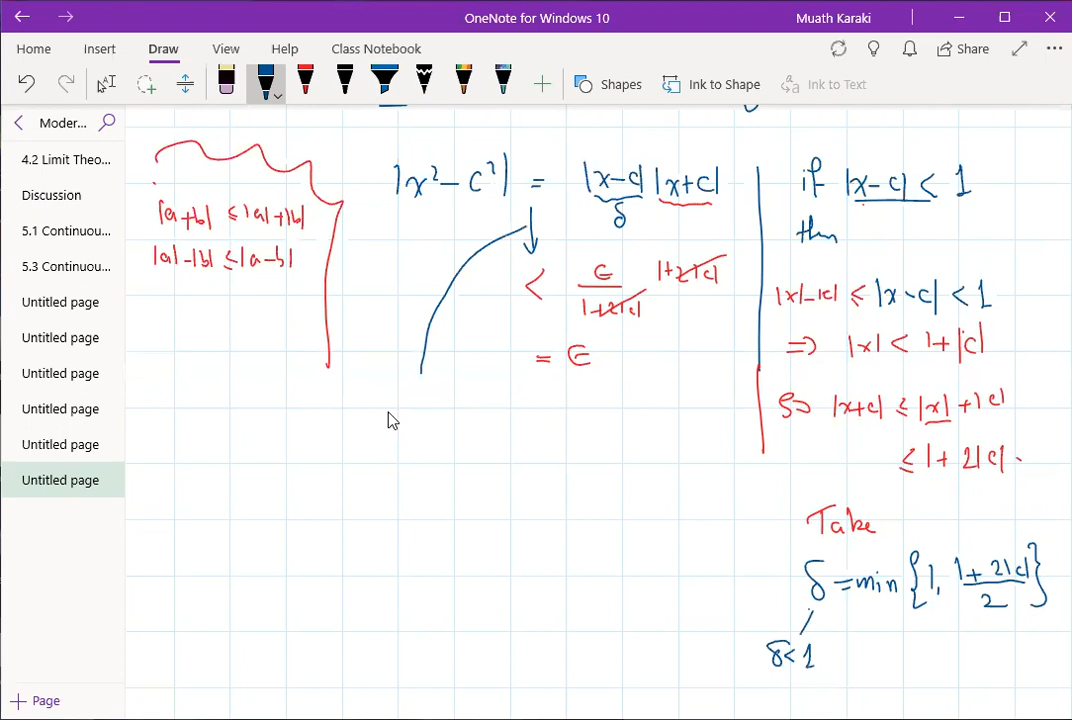 OneNote for Windows 10
Muath Karaki
Home Insert Draw View Help Class Notebook
Share
Shapes Ink to Shape Ink to Text
Moder...
4.2 Limit Theo...
Discussion
5.1 Continuou...
5.3 Continuou...
Untitled page
Untitled page
Untitled page
Untitled page
Untitled page
Untitled page
+ Page
|a+b| ≤ |a|+|b|
|a|-|b| ≤ |a-b|
|x² - c²| = |x-c| |x+c|
δ
< ε/(1+2|c|) 1+2|c|
= ε
if |x-c| < 1
then
|x|-|c| ≤ |x-c| < 1
⇒ |x| < 1+|c|
So |x+c| ≤ |x|+|c|
≤ 1+2|c|.
Take
δ = min {1, (1+2|c|)/2}
δ<1